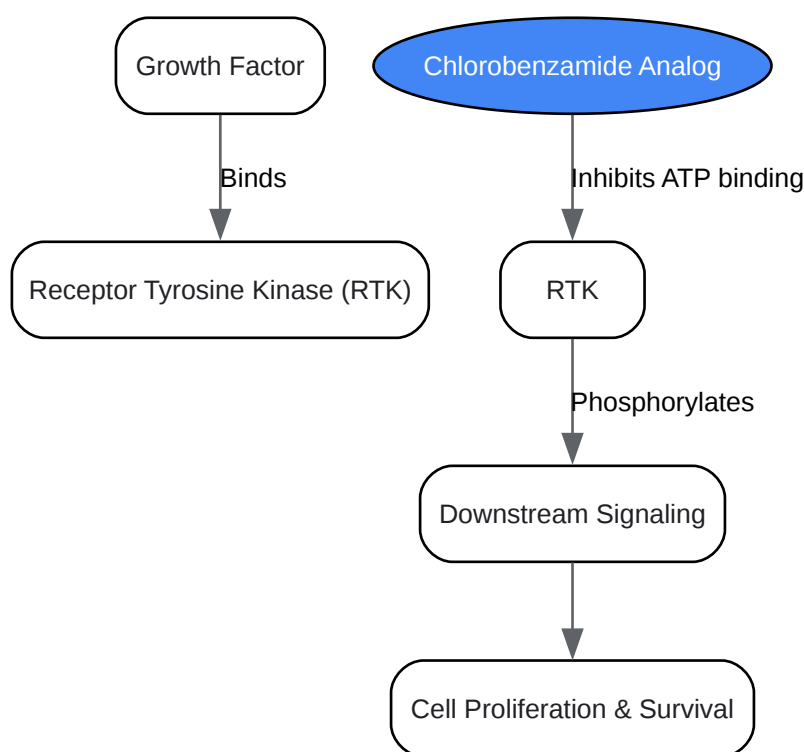 Growth Factor
Chlorobenzamide Analog
Binds
Inhibits ATP binding
Receptor Tyrosine Kinase (RTK)
RTK
Phosphorylates
Downstream Signaling
Cell Proliferation & Survival